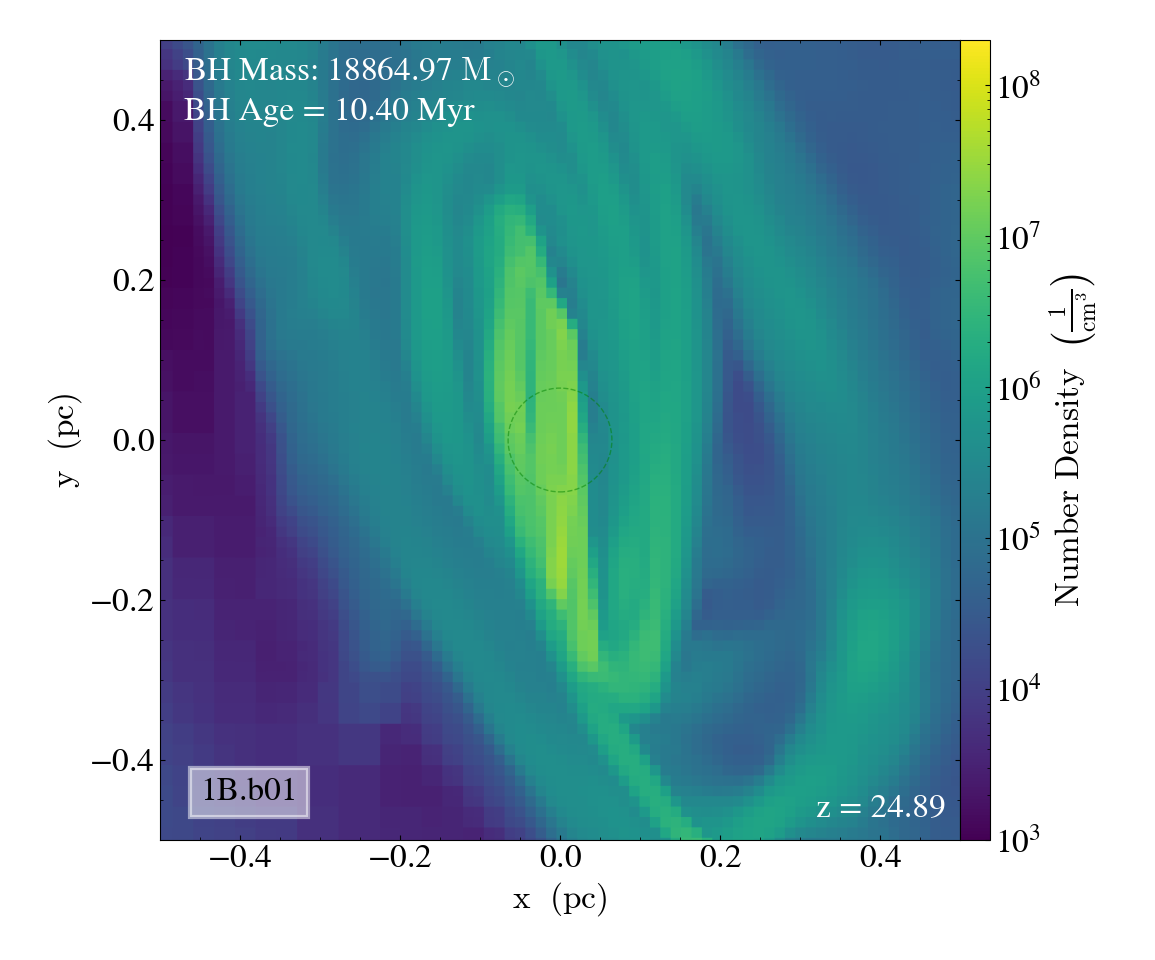 BH Mass: 18864.97 M☉
BH Age = 10.40 Myr
0.4
0.2
0.0
−0.2
−0.4
y (pc)
1B.b01
z = 24.89
−0.4 −0.2 0.0 0.2 0.4
x (pc)
10⁸
10⁷
10⁶
10⁵
10⁴
10³
Number Density (1/cm³)